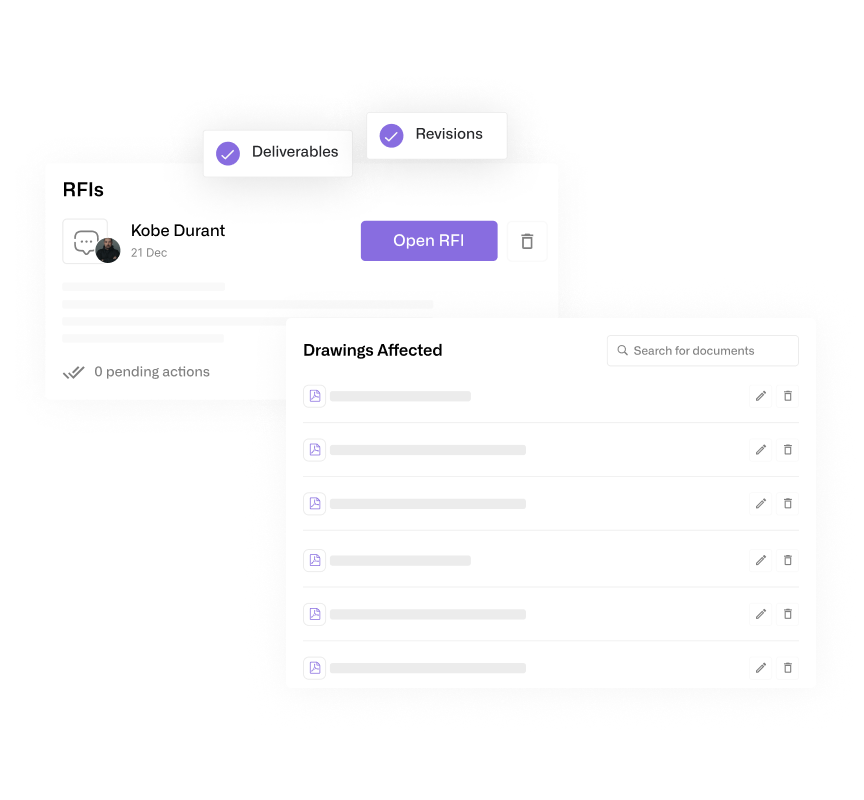 Deliverables
Revisions
RFIs
Kobe Durant
21 Dec
Open RFI
0 pending actions
Drawings Affected
Search for documents